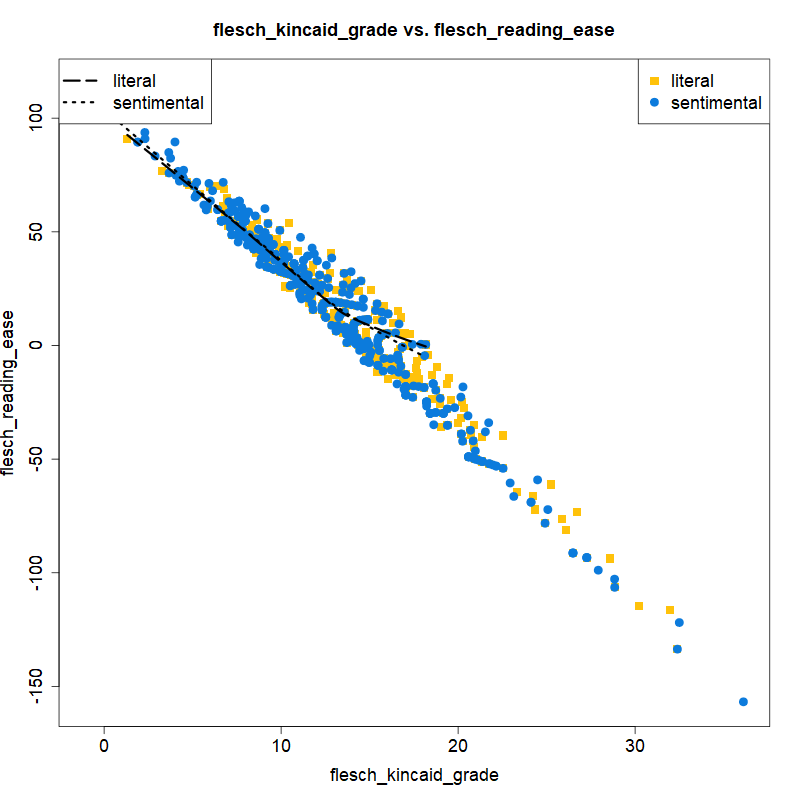 flesch_kincaid_grade vs. flesch_reading_ease
literal
sentimental
literal
sentimental
100
50
0
-50
-100
-150
flesch_reading_ease
0 10 20 30
flesch_kincaid_grade